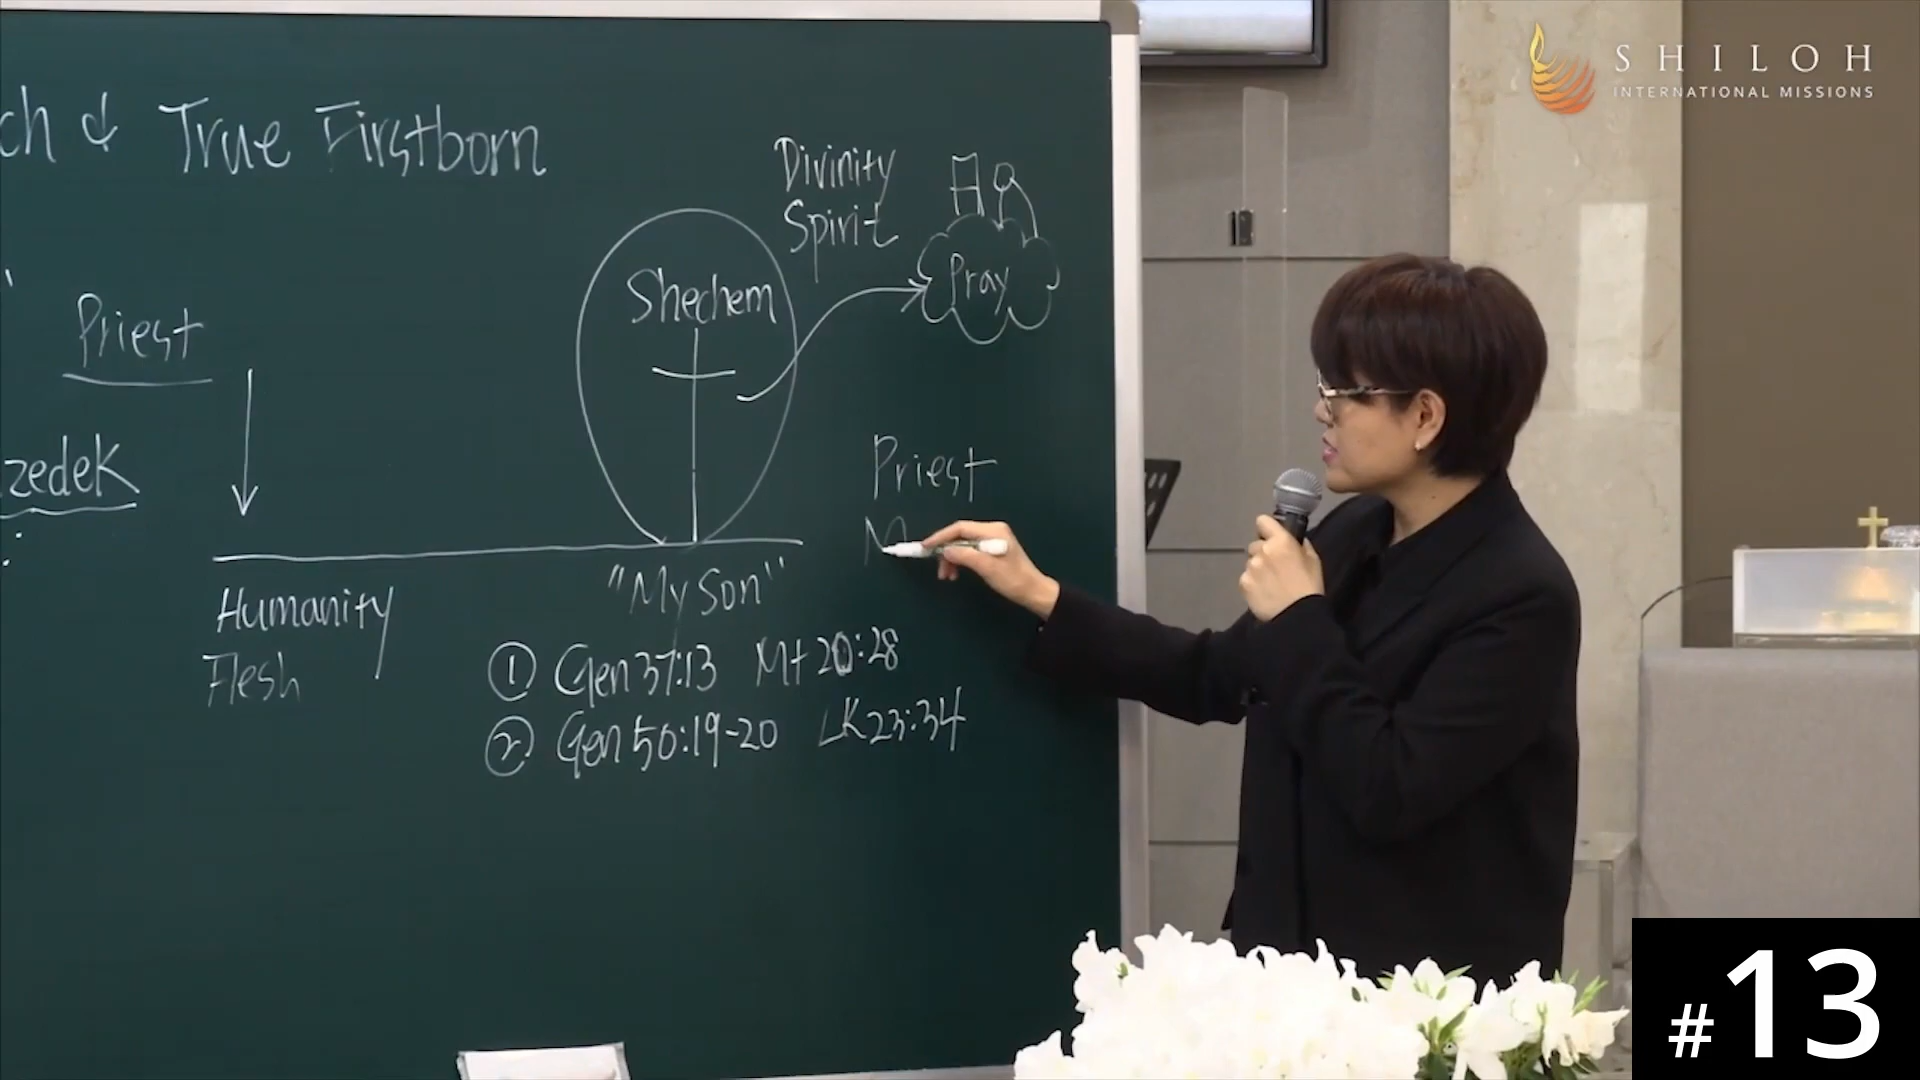 SHILOH
INTERNATIONAL MISSIONS
ch & True Firstborn
Divinity
Spirit
Pray
Shechem
Priest
zedek
Priest
M
Humanity
Flesh
"My Son"
① Gen 37:13 Mt 20:28
② Gen 50:19-20 LK 23:34
#13